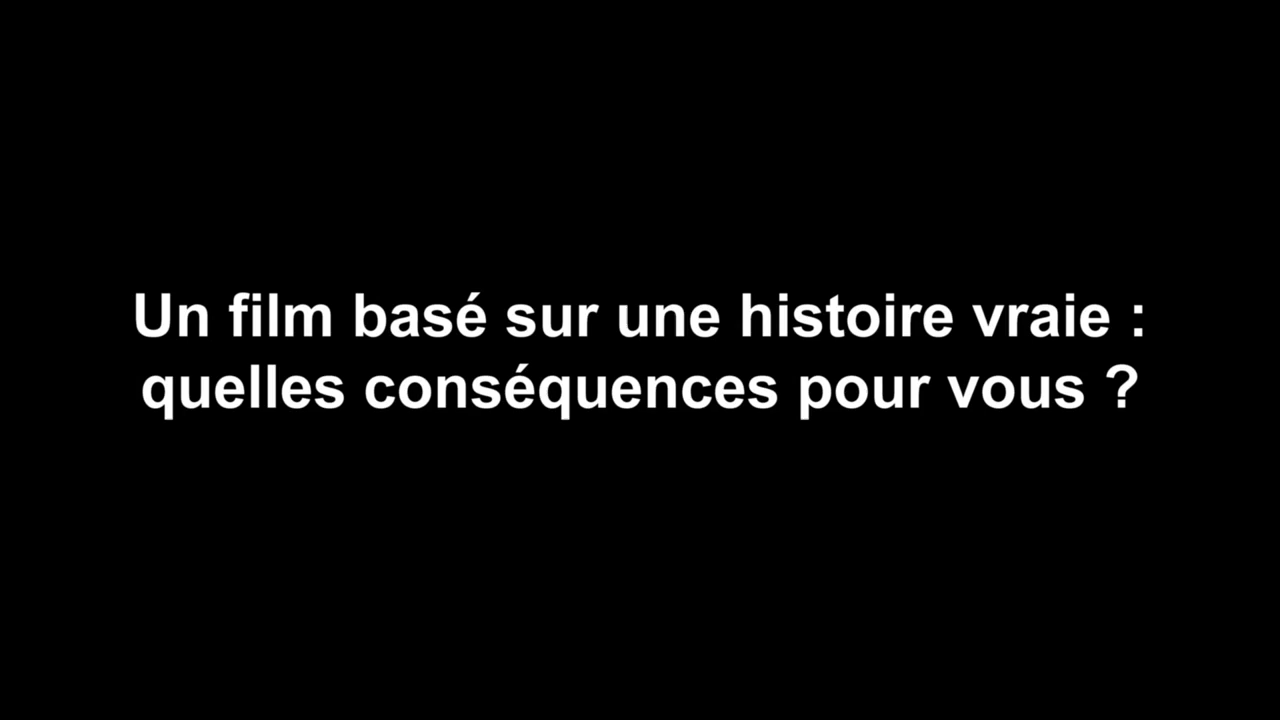 Un film basé sur une histoire vraie :
quelles conséquences pour vous ?